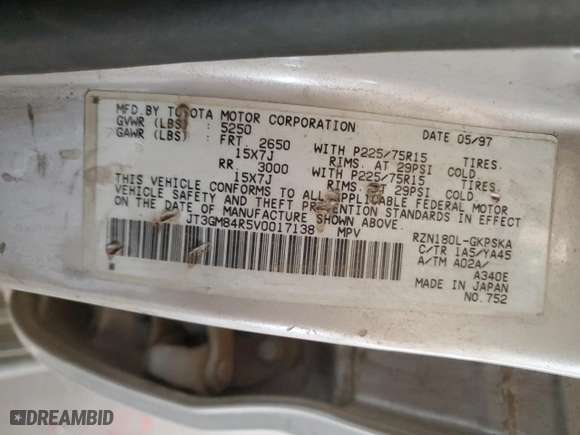 MFD.BY TOYOTA MOTOR CORPORATION DATE 05/97
GVWR (LBS) : 5250
GAWR (LBS) : FRT. 2650 WITH P225/75R15 TIRES.
15X7J RIMS. AT 29PSI COLD.
RR. 3000 WITH P225/75R15 TIRES.
15X7J RIMS. AT 29PSI COLD.
THIS VEHICLE CONFORMS TO ALL APPLICABLE FEDERAL MOTOR
VEHICLE SAFETY AND THEFT PREVENTION STANDARDS IN EFFECT
ON THE DATE OF MANUFACTURE SHOWN ABOVE.
JT3GM84R5V0017138 MPV
RZN180L-GKPSKA
C/TR 1A5/YA45
A/TM A02A/
A340E
MADE IN JAPAN
NO.752
DREAMBID